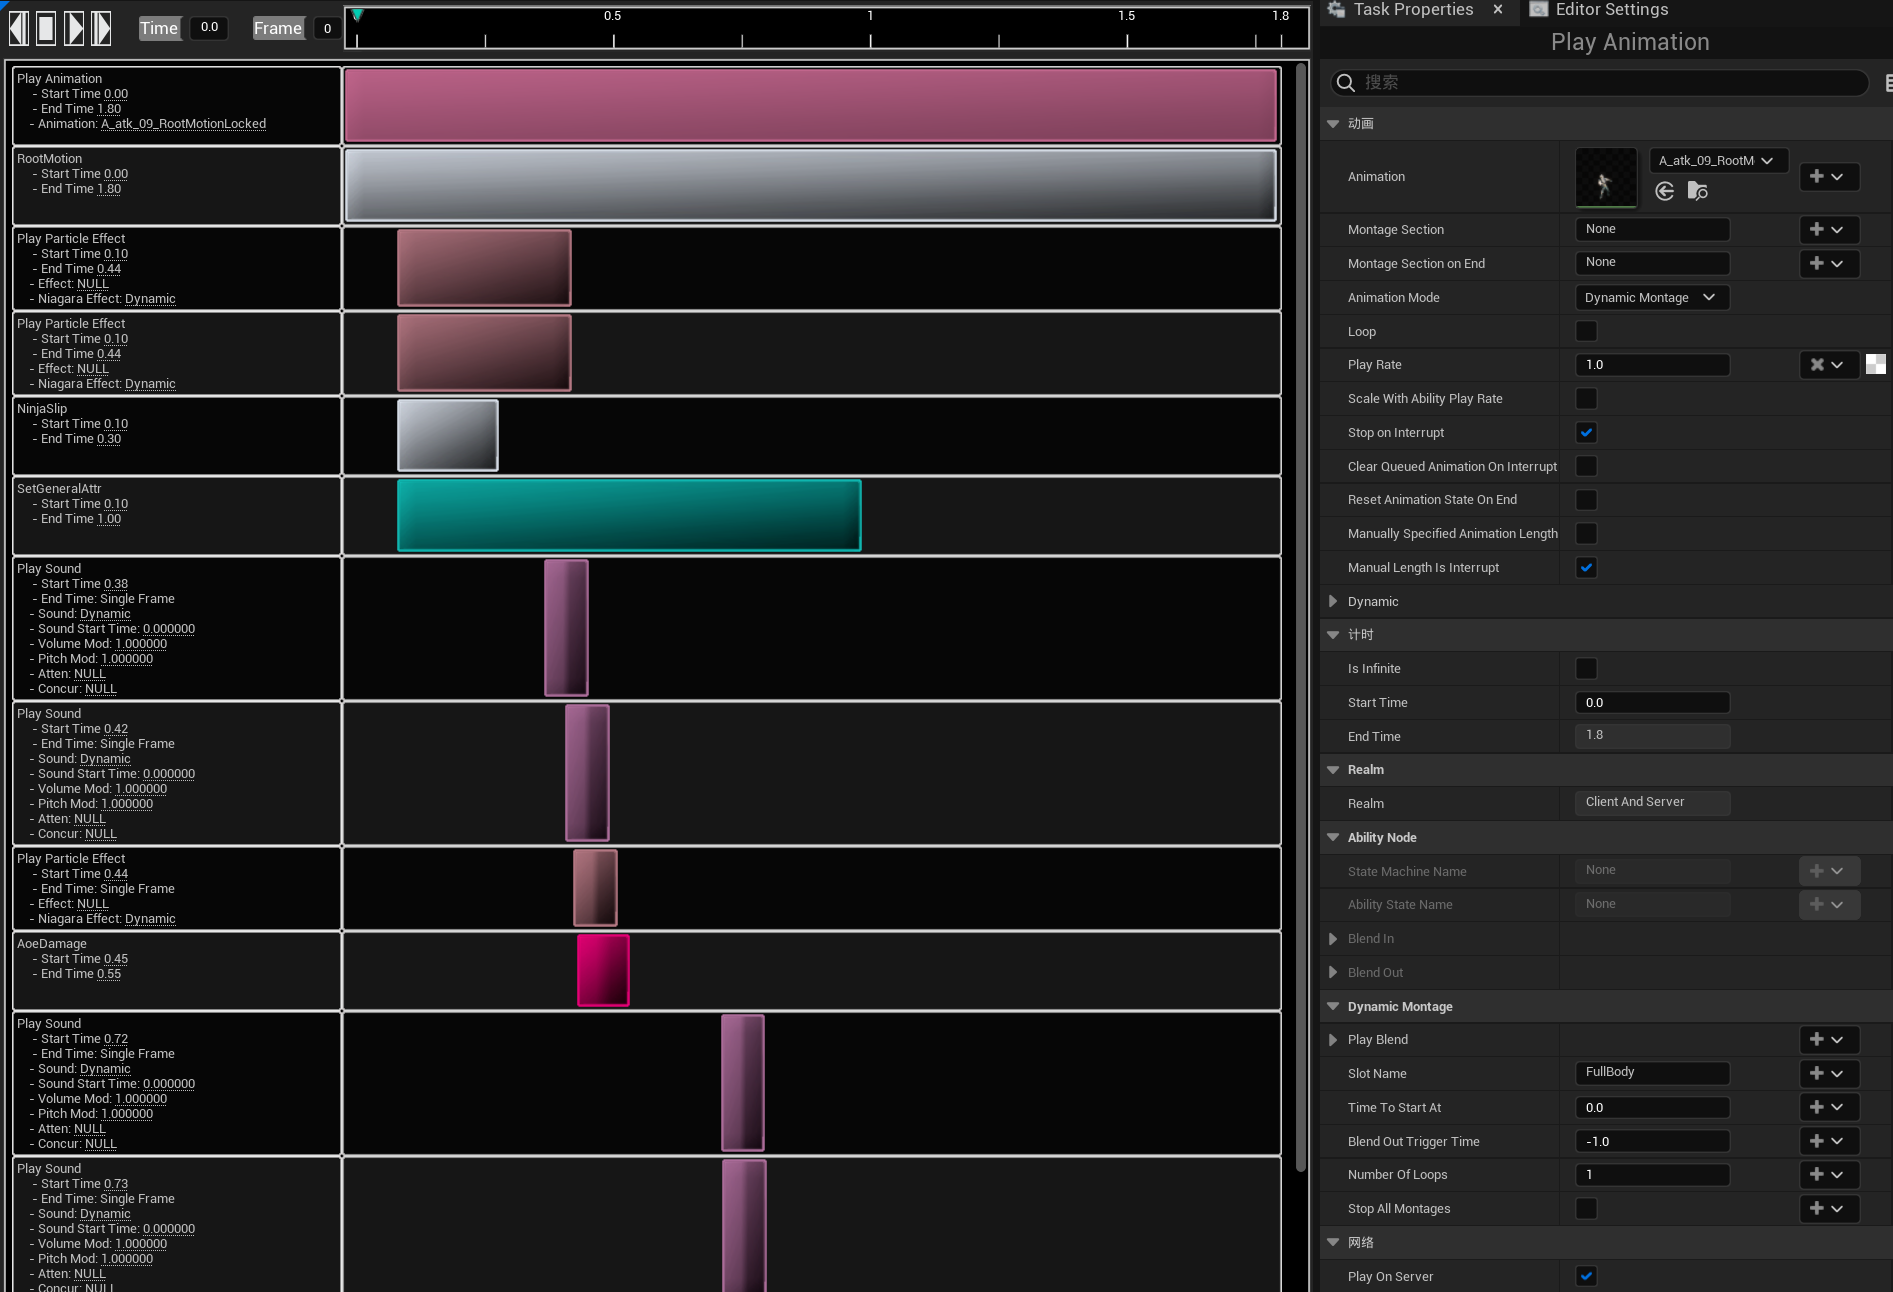 Time
0.0
Frame
0
0.5
1
1.5
1.8
Play Animation
- Start Time 0.00
- End Time 1.80
- Animation: A_atk_09_RootMotionLocked
RootMotion
- Start Time 0.00
- End Time 1.80
Play Particle Effect
- Start Time 0.10
- End Time 0.44
- Effect: NULL
- Niagara Effect: Dynamic
Play Particle Effect
- Start Time 0.10
- End Time 0.44
- Effect: NULL
- Niagara Effect: Dynamic
NinjaSlip
- Start Time 0.10
- End Time 0.30
SetGeneralAttr
- Start Time 0.10
- End Time 1.00
Play Sound
- Start Time 0.38
- End Time: Single Frame
- Sound: Dynamic
- Sound Start Time: 0.000000
- Volume Mod: 1.000000
- Pitch Mod: 1.000000
- Atten: NULL
- Concur: NULL
Play Sound
- Start Time 0.42
- End Time: Single Frame
- Sound: Dynamic
- Sound Start Time: 0.000000
- Volume Mod: 1.000000
- Pitch Mod: 1.000000
- Atten: NULL
- Concur: NULL
Play Particle Effect
- Start Time 0.44
- End Time: Single Frame
- Effect: NULL
- Niagara Effect: Dynamic
AoeDamage
- Start Time 0.45
- End Time 0.55
Play Sound
- Start Time 0.72
- End Time: Single Frame
- Sound: Dynamic
- Sound Start Time: 0.000000
- Volume Mod: 1.000000
- Pitch Mod: 1.000000
- Atten: NULL
- Concur: NULL
Play Sound
- Start Time 0.73
- End Time: Single Frame
- Sound: Dynamic
- Sound Start Time: 0.000000
- Volume Mod: 1.000000
- Pitch Mod: 1.000000
- Atten: NULL
- Concur: NULL
Task Properties
Editor Settings
Play Animation
搜索
动画
Animation
A_atk_09_RootM
Montage Section
None
Montage Section on End
None
Animation Mode
Dynamic Montage
Loop
Play Rate
1.0
Scale With Ability Play Rate
Stop on Interrupt
Clear Queued Animation On Interrupt
Reset Animation State On End
Manually Specified Animation Length
Manual Length Is Interrupt
Dynamic
计时
Is Infinite
Start Time
0.0
End Time
1.8
Realm
Realm
Client And Server
Ability Node
State Machine Name
None
Ability State Name
None
Blend In
Blend Out
Dynamic Montage
Play Blend
Slot Name
FullBody
Time To Start At
0.0
Blend Out Trigger Time
-1.0
Number Of Loops
1
Stop All Montages
网络
Play On Server